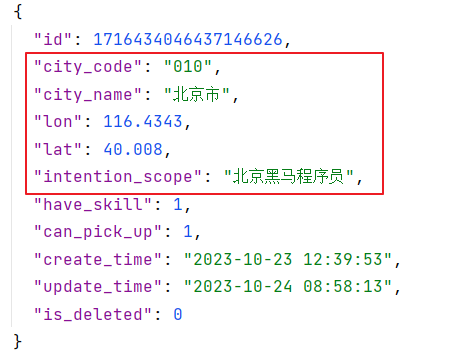 {
"id": 1716434046437146626,
"city_code": "010",
"city_name": "北京市",
"lon": 116.4343,
"lat": 40.008,
"intention_scope": "北京黑马程序员",
"have_skill": 1,
"can_pick_up": 1,
"create_time": "2023-10-23 12:39:53",
"update_time": "2023-10-24 08:58:13",
"is_deleted": 0
}